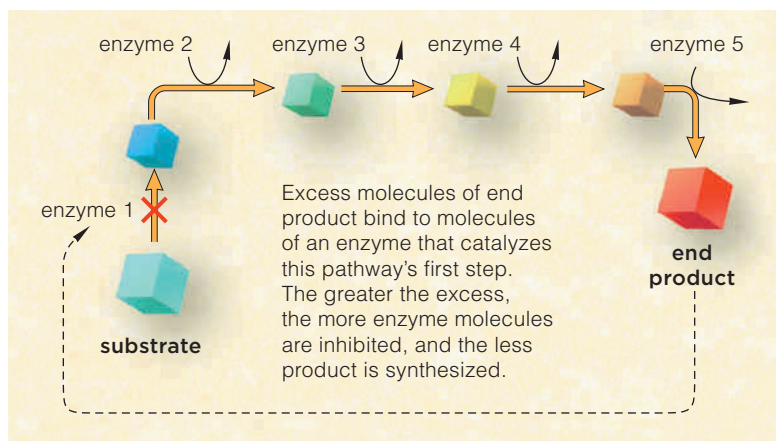 enzyme 2
enzyme 3
enzyme 4
enzyme 5
enzyme 1
Excess molecules of end
product bind to molecules
of an enzyme that catalyzes
this pathway's first step.
The greater the excess,
the more enzyme molecules
are inhibited, and the less
product is synthesized.
end
product
substrate